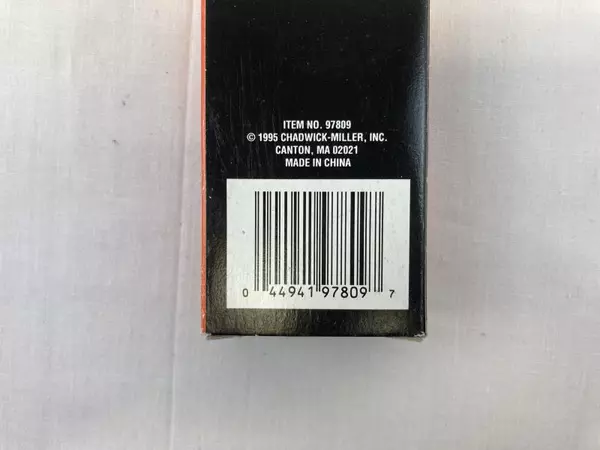 ITEM NO. 97809
© 1995 CHADWICK-MILLER, INC.
CANTON, MA 02021
MADE IN CHINA
0 44941 97809 7